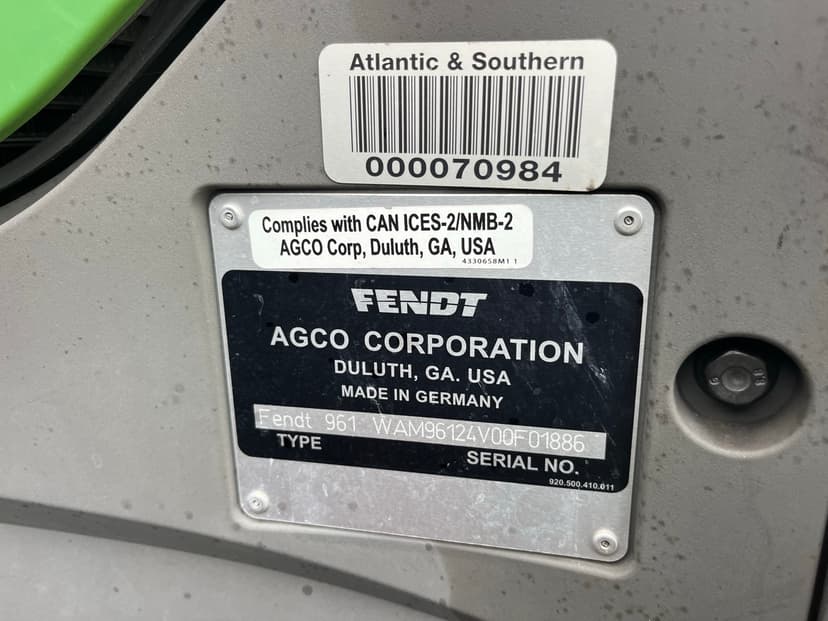 Atlantic & Southern
000070984
Complies with CAN ICES-2/NMB-2
AGCO Corp, Duluth, GA, USA
4330658M1 1
FENDT
AGCO CORPORATION
DULUTH, GA. USA
MADE IN GERMANY
Fendt 961 WAM96124V00F01886
TYPE SERIAL NO.
920.500.410.011